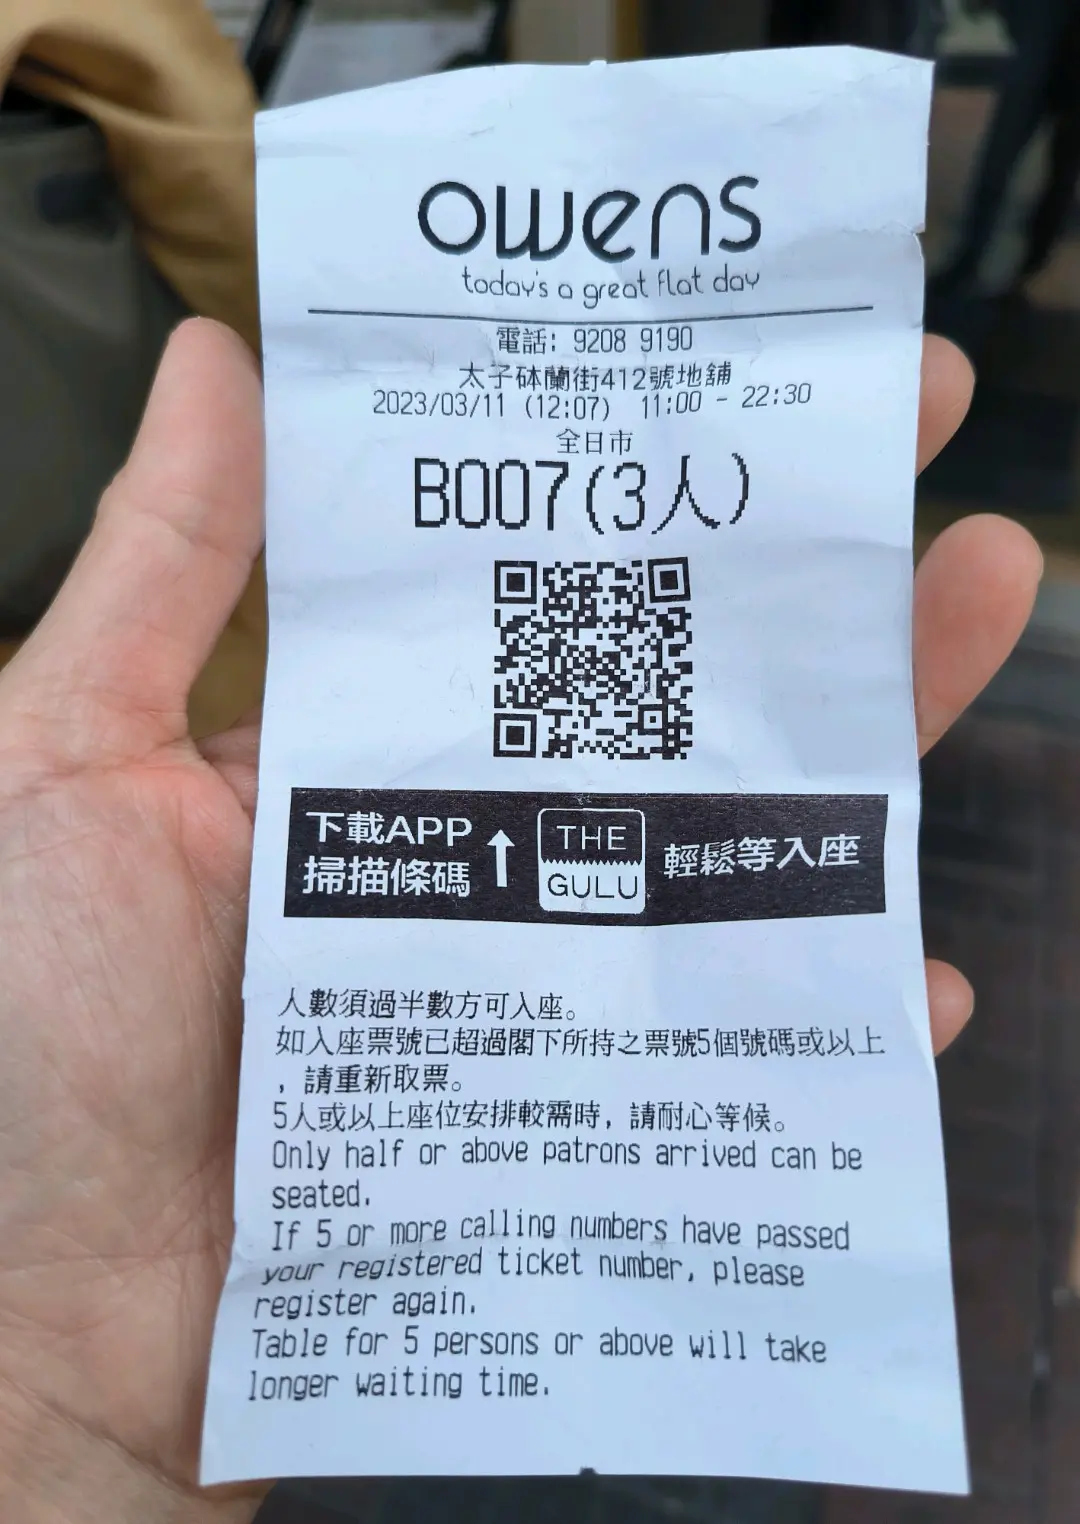 owens
today's a great flat day
電話: 9208 9190
太子砵蘭街412號地舖
2023/03/11 (12:07) 11:00 - 22:30
全日市
B007(3人)
下載APP
掃描條碼
THE
GULU
輕鬆等入座
人數須過半數方可入座。
如入座票號已超過閣下所持之票號5個號碼或以上
，請重新取票。
5人或以上座位安排較需時，請耐心等候。
Only half or above patrons arrived can be
seated.
If 5 or more calling numbers have passed
your registered ticket number, please
register again.
Table for 5 persons or above will take
longer waiting time.